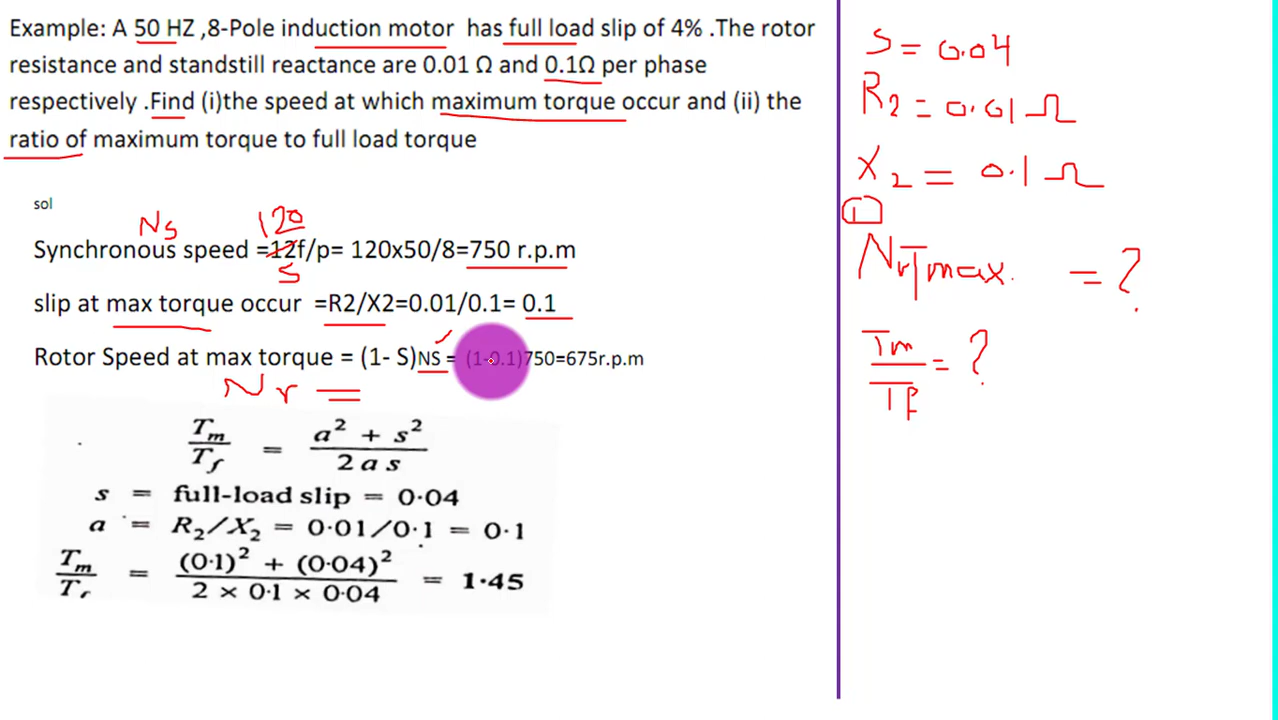 Example: A 50 HZ ,8-Pole induction motor has full load slip of 4% .The rotor
resistance and standstill reactance are 0.01 Ω and 0.1Ω per phase
respectively .Find (i)the speed at which maximum torque occur and (ii) the
ratio of maximum torque to full load torque
sol
Ns 120
Synchronous speed =12f/p= 120x50/8=750 r.p.m
s
slip at max torque occur =R2/X2=0.01/0.1= 0.1
Rotor Speed at max torque = (1- S)NS = (1-0.1)750=675r.p.m
Nr =
Tm/Tf = a² + s² / 2 a s
s = full-load slip = 0·04
a = R₂/X₂ = 0·01/0·1 = 0·1
Tm/Tf = (0·1)² + (0·04)² / 2 × 0·1 × 0·04 = 1·45
S = 0.04
R2 = 0.01 Ω
X2 = 0.1 Ω
1
Nr Tmax. = ?
Tm/Tf = ?